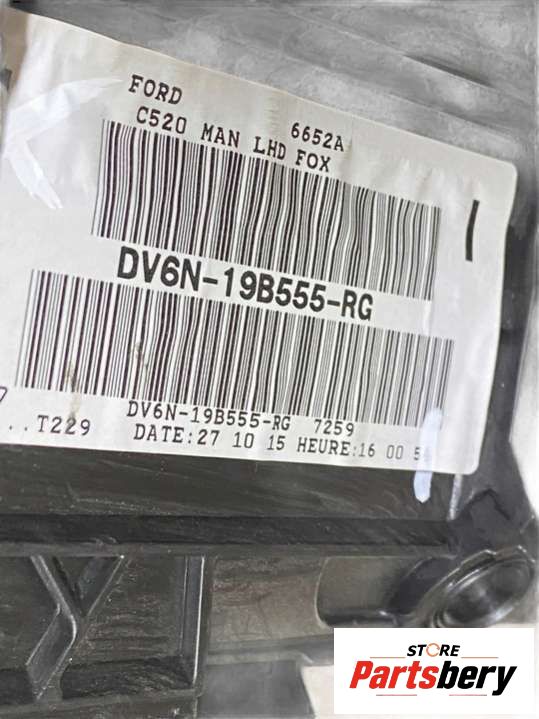 FORD 6652A
C520 MAN LHD FOX
DV6N-19B555-RG
DV6N-19B555-RG 7259
...T229 DATE:27 10 15 HEURE:16 00
STORE
Partsbery